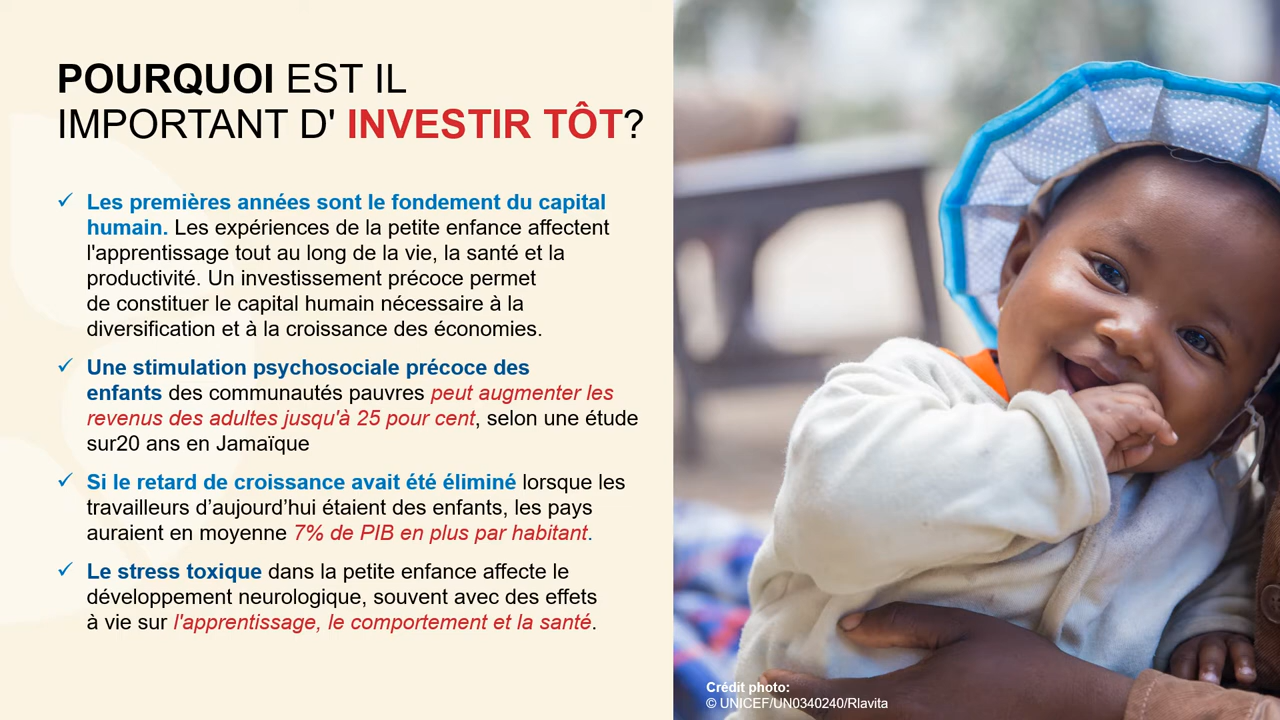 POURQUOI EST IL
IMPORTANT D' INVESTIR TÔT?
✓ Les premières années sont le fondement du capital
humain. Les expériences de la petite enfance affectent
l'apprentissage tout au long de la vie, la santé et la
productivité. Un investissement précoce permet
de constituer le capital humain nécessaire à la
diversification et à la croissance des économies.
✓ Une stimulation psychosociale précoce des
enfants des communautés pauvres peut augmenter les
revenus des adultes jusqu'à 25 pour cent, selon une étude
sur20 ans en Jamaïque
✓ Si le retard de croissance avait été éliminé lorsque les
travailleurs d’aujourd’hui étaient des enfants, les pays
auraient en moyenne 7% de PIB en plus par habitant.
✓ Le stress toxique dans la petite enfance affecte le
développement neurologique, souvent avec des effets
à vie sur l'apprentissage, le comportement et la santé.
Crédit photo:
© UNICEF/UN0340240/Rlavita